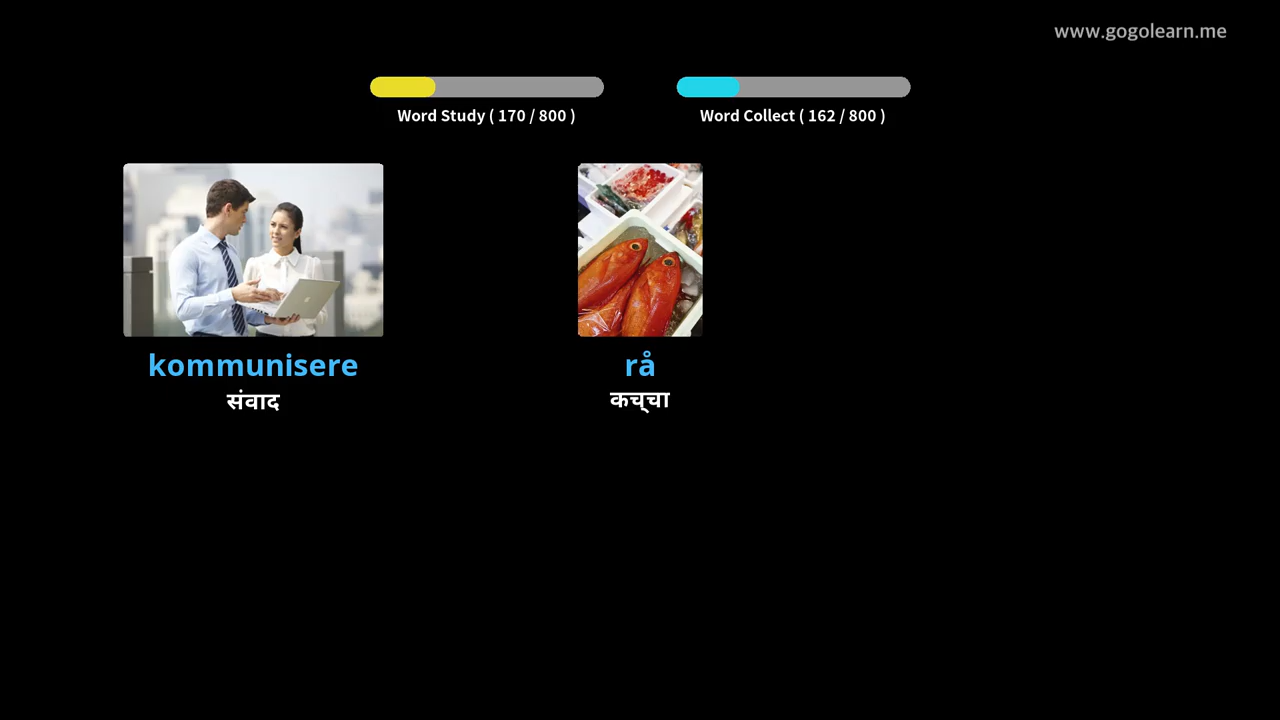 www.gogolearn.me
Word Study ( 170 / 800 )
Word Collect ( 162 / 800 )
kommunisere
संवाद
rå
कच्चा